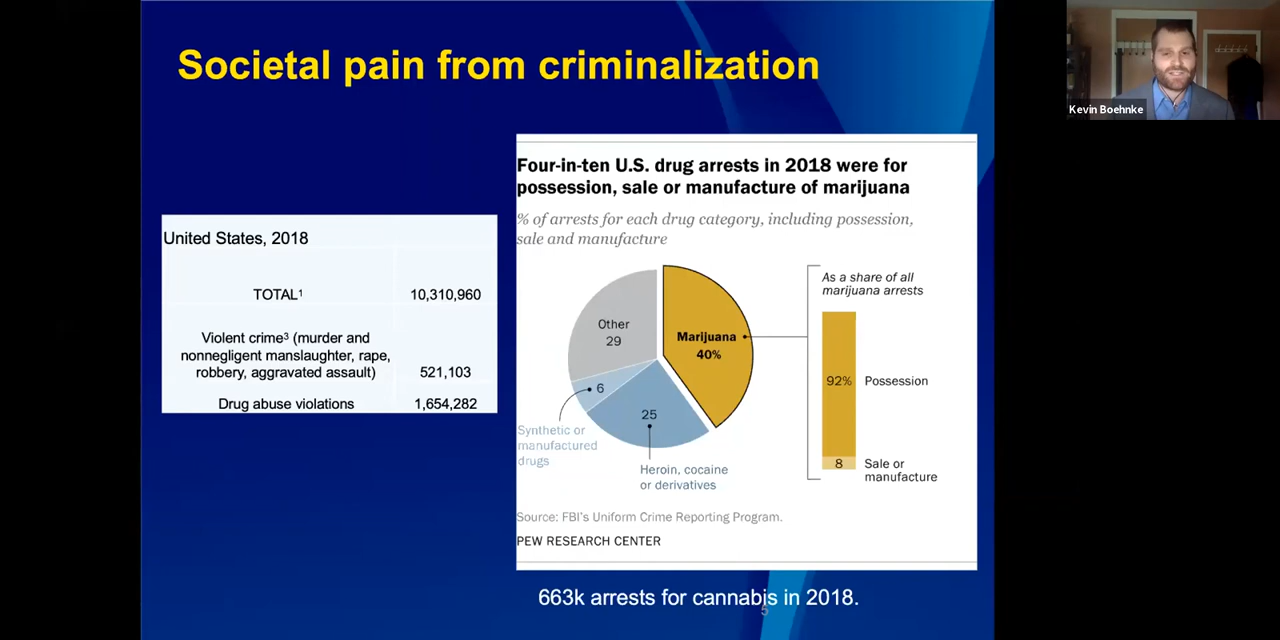 Societal pain from criminalization
Kevin Boehnke
United States, 2018
TOTAL¹ 10,310,960
Violent crime³ (murder and
nonnegligent manslaughter, rape,
robbery, aggravated assault) 521,103
Drug abuse violations 1,654,282
Four-in-ten U.S. drug arrests in 2018 were for
possession, sale or manufacture of marijuana
% of arrests for each drug category, including possession,
sale and manufacture
Other
29
Marijuana
40%
6
25
Synthetic or
manufactured
drugs
Heroin, cocaine
or derivatives
As a share of all
marijuana arrests
92% Possession
8 Sale or
manufacture
Source: FBI's Uniform Crime Reporting Program.
PEW RESEARCH CENTER
663k arrests for cannabis in 2018.
5